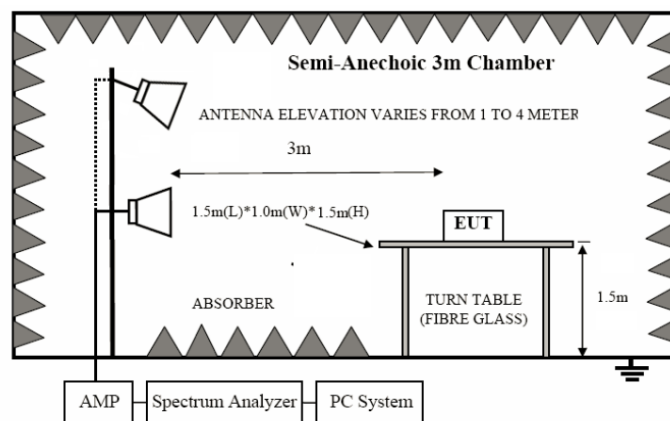 Semi-Anechoic 3m Chamber
ANTENNA ELEVATION VARIES FROM 1 TO 4 METER
3m
1.5m(L)*1.0m(W)*1.5m(H)
EUT
ABSORBER
TURN TABLE
(FIBRE GLASS)
1.5m
AMP
Spectrum Analyzer
PC System